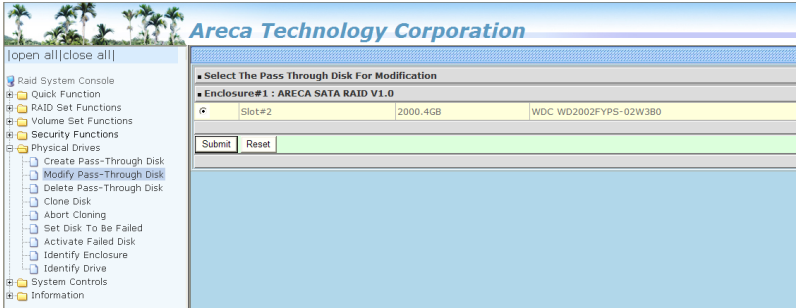 Areca Technology Corporation
|open all|close all|
Raid System Console
Quick Function
RAID Set Functions
Volume Set Functions
Security Functions
Physical Drives
Create Pass-Through Disk
Modify Pass-Through Disk
Delete Pass-Through Disk
Clone Disk
Abort Cloning
Set Disk To Be Failed
Activate Failed Disk
Identify Enclosure
Identify Drive
System Controls
Information
Select The Pass Through Disk For Modification
Enclosure#1 : ARECA SATA RAID V1.0
Slot#2 2000.4GB WDC WD2002FYPS-02W3B0
Submit Reset